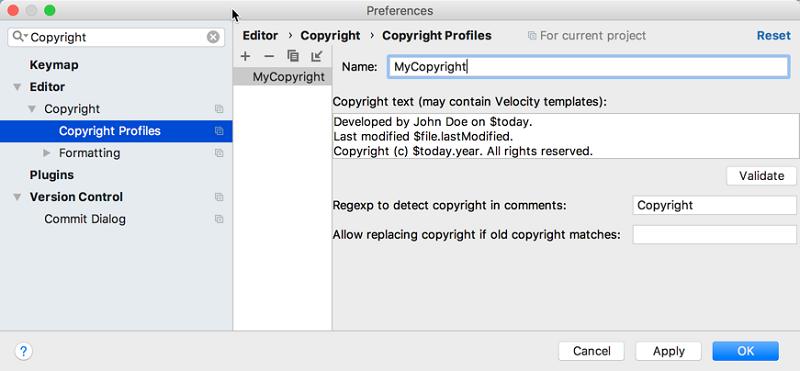 Preferences
Copyright
Editor › Copyright › Copyright Profiles For current project Reset
Keymap
Editor
Copyright
Copyright Profiles
Formatting
Plugins
Version Control
Commit Dialog
MyCopyright
Name: MyCopyright
Copyright text (may contain Velocity templates):
Developed by John Doe on $today.
Last modified $file.lastModified.
Copyright (c) $today.year. All rights reserved.
Validate
Regexp to detect copyright in comments: Copyright
Allow replacing copyright if old copyright matches:
? Cancel Apply OK